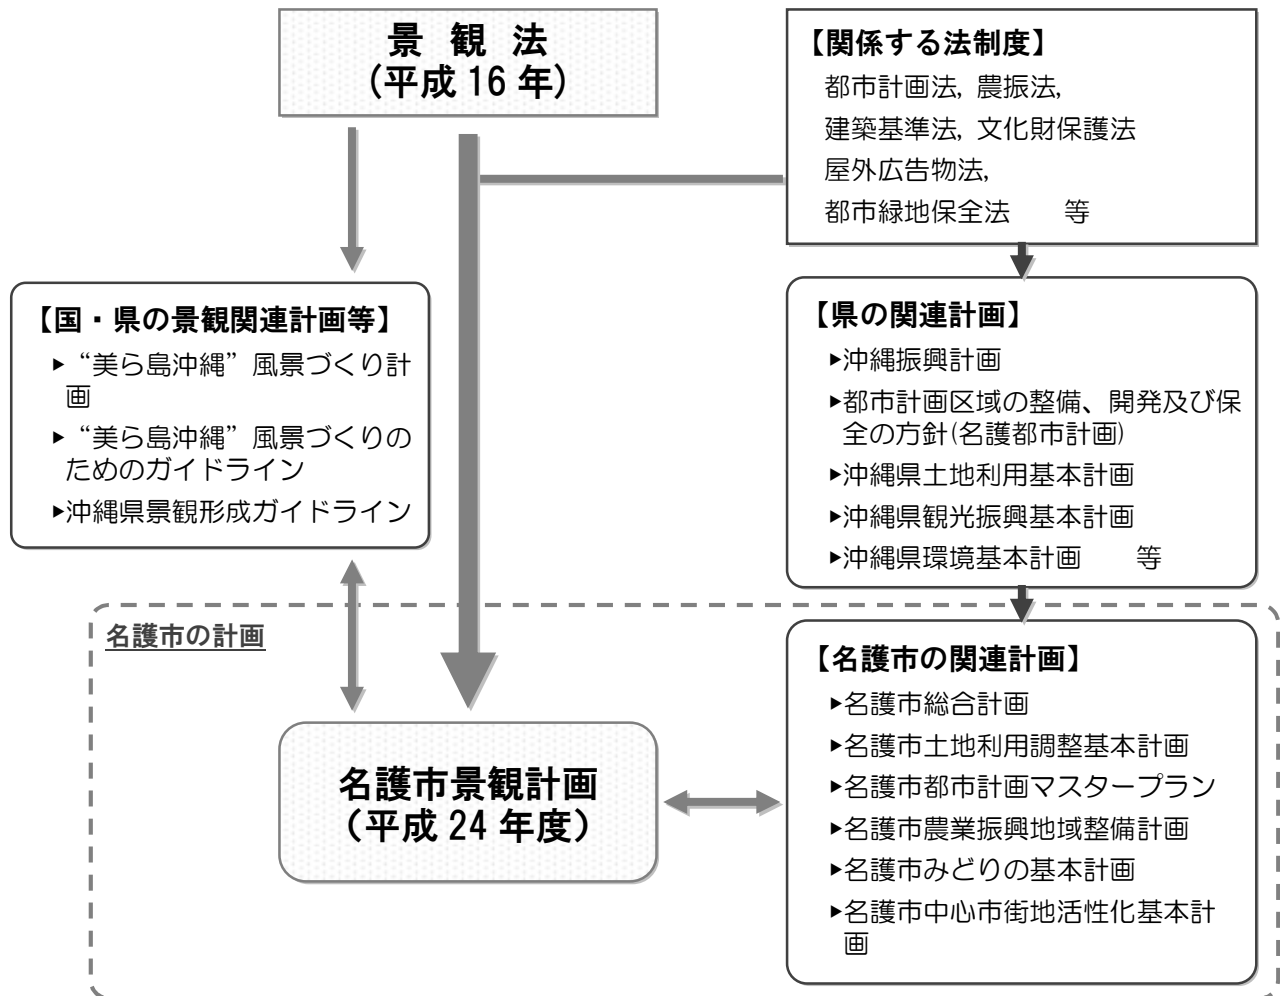 景 観 法
(平成 16 年)
【関係する法制度】
都市計画法, 農振法,
建築基準法, 文化財保護法
屋外広告物法,
都市緑地保全法　　等
【国・県の景観関連計画等】
▶“美ら島沖縄”風景づくり計
画
▶“美ら島沖縄”風景づくりの
ためのガイドライン
▶沖縄県景観形成ガイドライン
【県の関連計画】
▶沖縄振興計画
▶都市計画区域の整備、開発及び保
全の方針(名護都市計画)
▶沖縄県土地利用基本計画
▶沖縄県観光振興基本計画
▶沖縄県環境基本計画　　等
名護市の計画
名護市景観計画
（平成 24 年度）
【名護市の関連計画】
▶名護市総合計画
▶名護市土地利用調整基本計画
▶名護市都市計画マスタープラン
▶名護市農業振興地域整備計画
▶名護市みどりの基本計画
▶名護市中心市街地活性化基本計
画